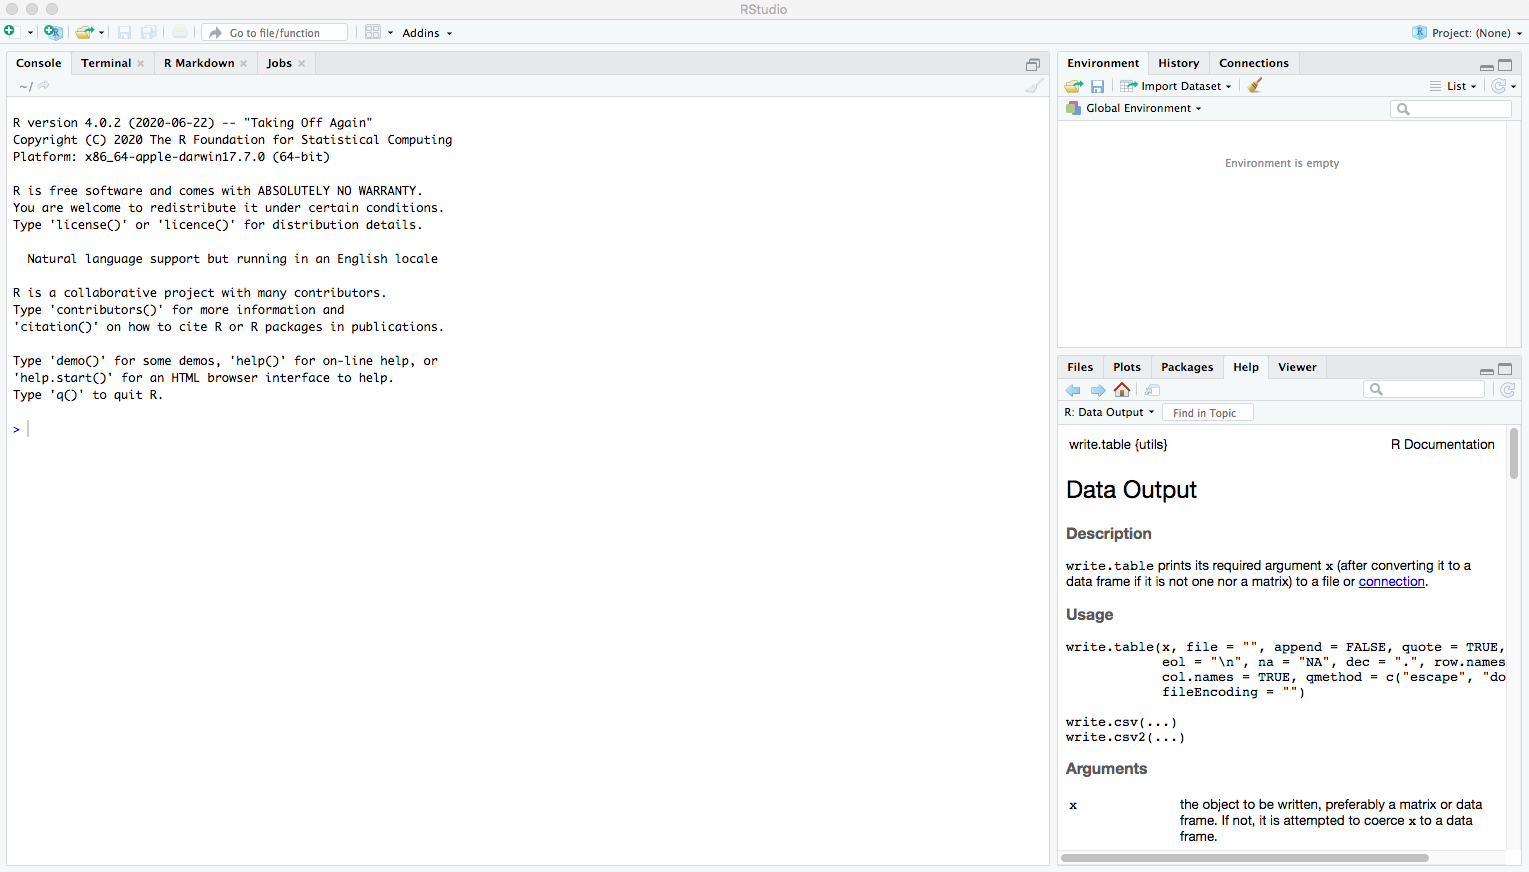 RStudio
Go to file/function
Addins
Project: (None)
Console Terminal R Markdown Jobs
~/
R version 4.0.2 (2020-06-22) -- "Taking Off Again"
Copyright (C) 2020 The R Foundation for Statistical Computing
Platform: x86_64-apple-darwin17.7.0 (64-bit)
R is free software and comes with ABSOLUTELY NO WARRANTY.
You are welcome to redistribute it under certain conditions.
Type 'license()' or 'licence()' for distribution details.
Natural language support but running in an English locale
R is a collaborative project with many contributors.
Type 'contributors()' for more information and
'citation()' on how to cite R or R packages in publications.
Type 'demo()' for some demos, 'help()' for on-line help, or
'help.start()' for an HTML browser interface to help.
Type 'q()' to quit R.
>
Environment History Connections
Import Dataset
List
Global Environment
Environment is empty
Files Plots Packages Help Viewer
R: Data Output
Find in Topic
write.table {utils} R Documentation
Data Output
Description
write.table prints its required argument x (after converting it to a
data frame if it is not one nor a matrix) to a file or connection.
Usage
write.table(x, file = "", append = FALSE, quote = TRUE,
eol = "\n", na = "NA", dec = ".", row.names
col.names = TRUE, qmethod = c("escape", "do
fileEncoding = "")
write.csv(...)
write.csv2(...)
Arguments
x the object to be written, preferably a matrix or data
frame. If not, it is attempted to coerce x to a data
frame.